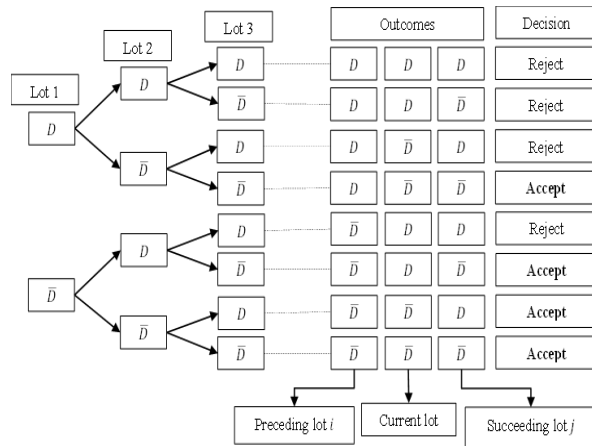 Outcomes Decision
Lot 3
Lot 2
Lot 1
D D D D Reject
D
D D D̅ D D D̅ Reject
D D D̅ D Reject
D̅
D̅ D D̅ D̅ Accept
D D̅ D D Reject
D
D̅ D̅ D̅ D D̅ Accept
D D̅ D̅ D Accept
D̅
D̅ D̅ D̅ D̅ Accept
Preceding lot i Current lot Succeeding lot j